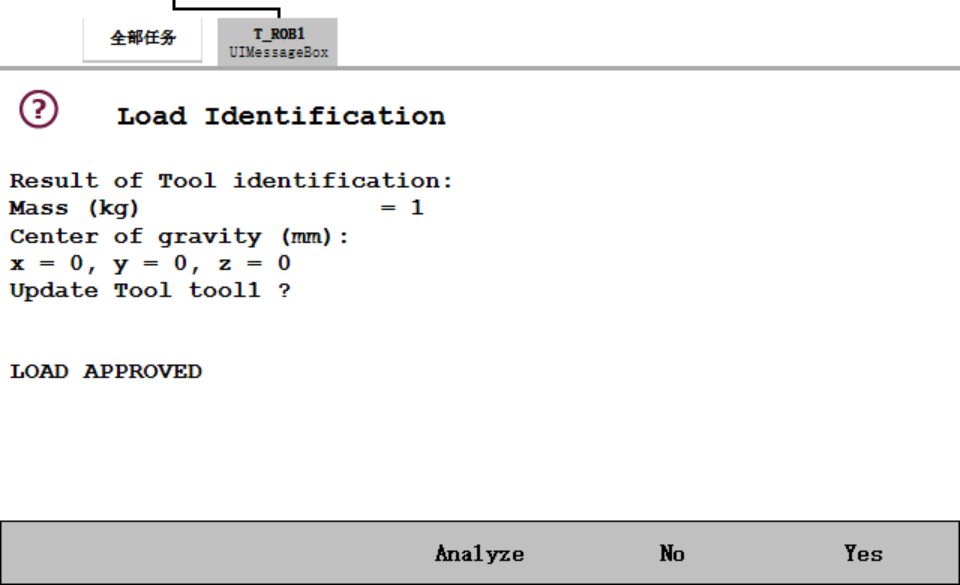 全部任务
T_ROB1
UIMessageBox
?
Load Identification
Result of Tool identification:
Mass (kg) = 1
Center of gravity (mm):
x = 0, y = 0, z = 0
Update Tool tool1 ?
LOAD APPROVED
Analyze No Yes